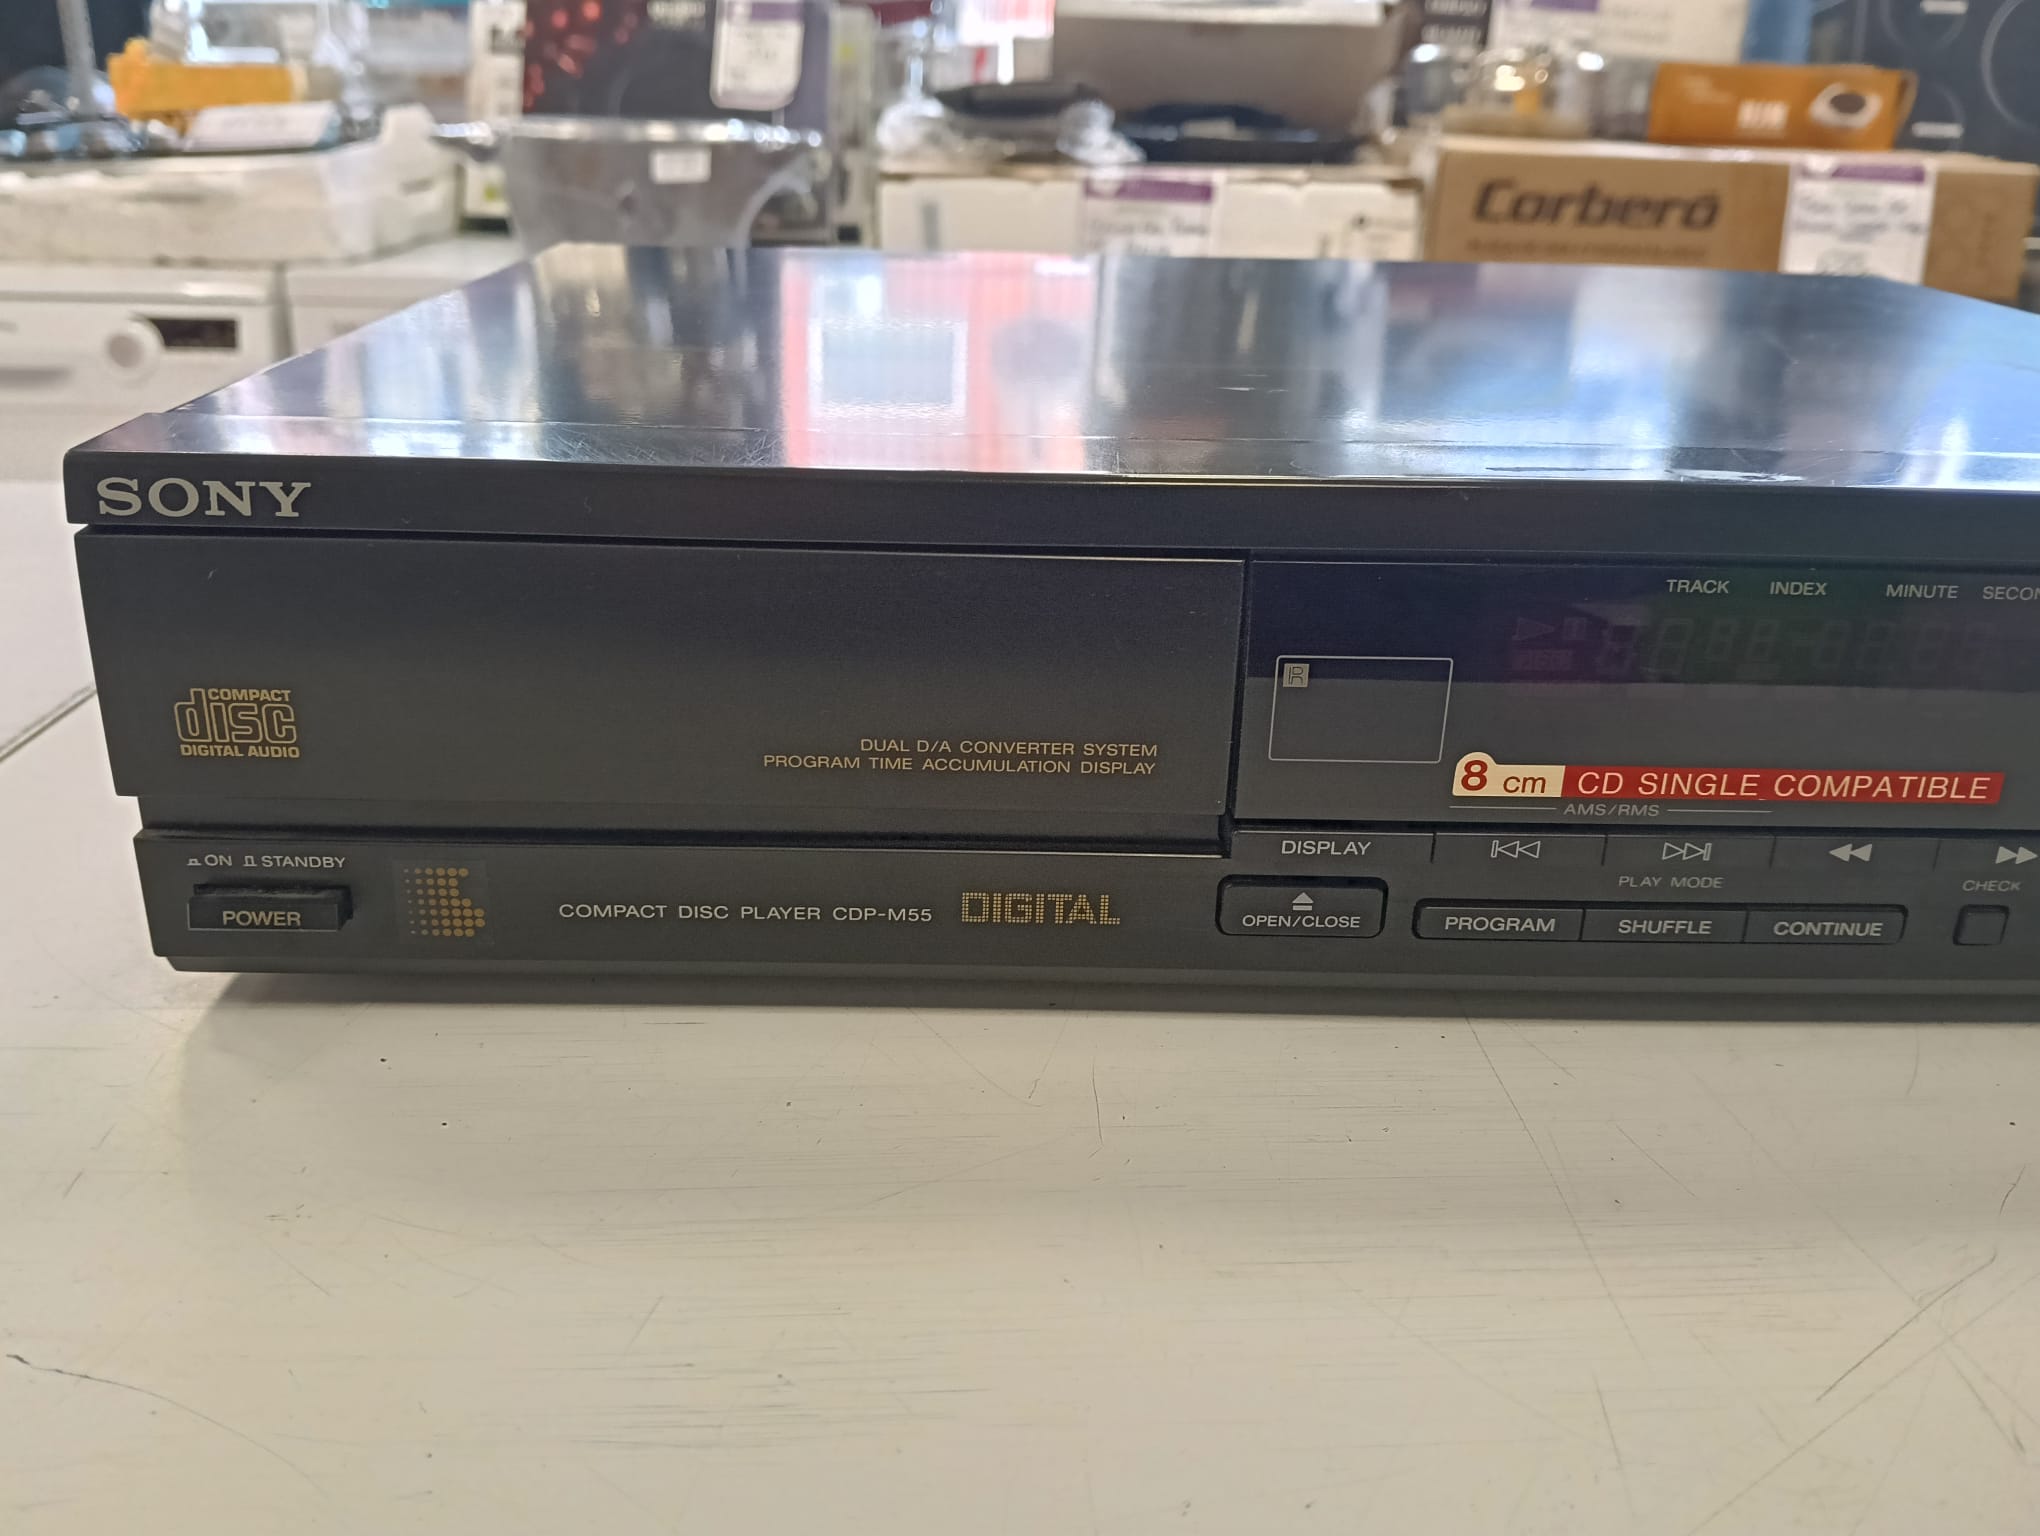 Corberó
SONY
TRACK INDEX MINUTE SECON
R
COMPACT
disc
DIGITAL AUDIO
DUAL D/A CONVERTER SYSTEM
PROGRAM TIME ACCUMULATION DISPLAY
8 cm CD SINGLE COMPATIBLE
AMS/RMS
DISPLAY
ON STANDBY
PLAY MODE
CHECK
POWER
COMPACT DISC PLAYER CDP-M55
DIGITAL
OPEN/CLOSE
PROGRAM SHUFFLE CONTINUE